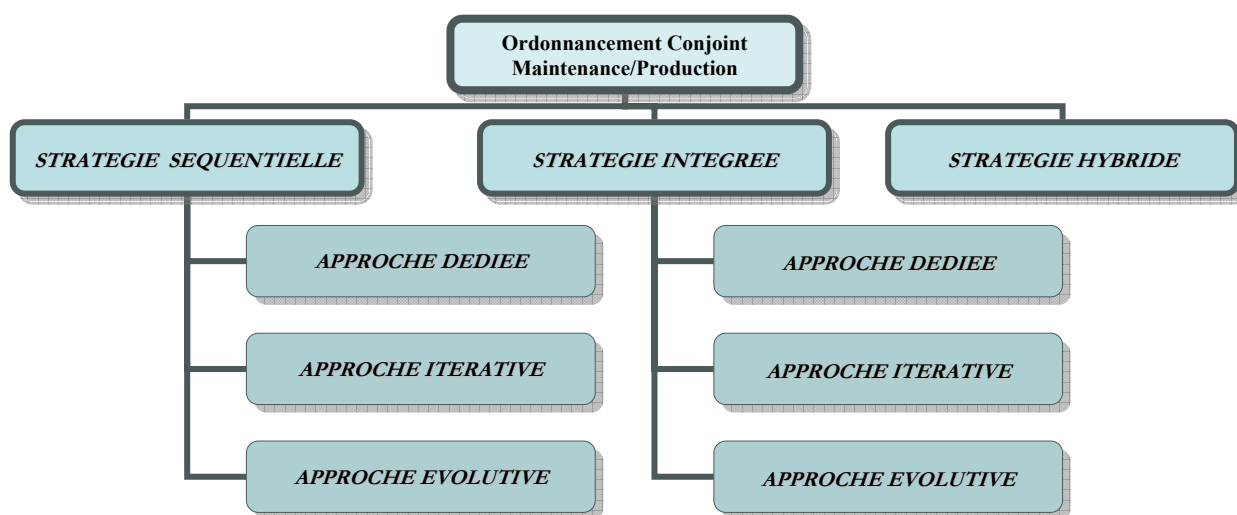 Ordonnancement Conjoint
Maintenance/Production
STRATEGIE SEQUENTIELLE
STRATEGIE INTEGREE
STRATEGIE HYBRIDE
APPROCHE DEDIEE
APPROCHE DEDIEE
APPROCHE ITERATIVE
APPROCHE ITERATIVE
APPROCHE EVOLUTIVE
APPROCHE EVOLUTIVE